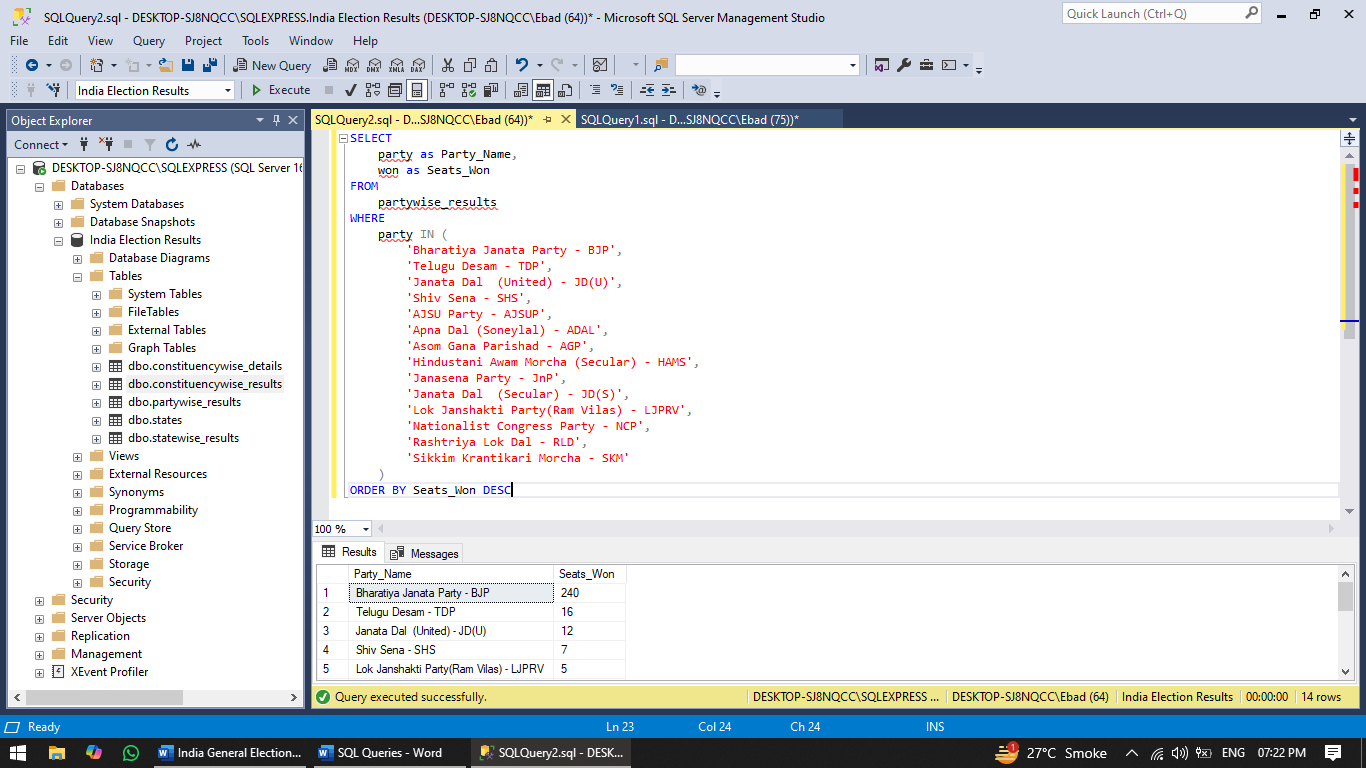 SQLQuery2.sql - DESKTOP-SJ8NQCC\SQLEXPRESS.India Election Results (DESKTOP-SJ8NQCC\Ebad (64))* - Microsoft SQL Server Management Studio
Quick Launch (Ctrl+Q)
File Edit View Query Project Tools Window Help
New Query
MDX DMX XMLA DAX
India Election Results
Execute
Object Explorer
Connect
DESKTOP-SJ8NQCC\SQLEXPRESS (SQL Server 16
Databases
System Databases
Database Snapshots
India Election Results
Database Diagrams
Tables
System Tables
FileTables
External Tables
Graph Tables
dbo.constituencywise_details
dbo.constituencywise_results
dbo.partywise_results
dbo.states
dbo.statewise_results
Views
External Resources
Synonyms
Programmability
Query Store
Service Broker
Storage
Security
Security
Server Objects
Replication
Management
XEvent Profiler
SQLQuery2.sql - D...SJ8NQCC\Ebad (64))*
SQLQuery1.sql - D...SJ8NQCC\Ebad (75))*
SELECT
party as Party_Name,
won as Seats_Won
FROM
partywise_results
WHERE
party IN (
'Bharatiya Janata Party - BJP',
'Telugu Desam - TDP',
'Janata Dal  (United) - JD(U)',
'Shiv Sena - SHS',
'AJSU Party - AJSUP',
'Apna Dal (Soneylal) - ADAL',
'Asom Gana Parishad - AGP',
'Hindustani Awam Morcha (Secular) - HAMS',
'Janasena Party - JnP',
'Janata Dal  (Secular) - JD(S)',
'Lok Janshakti Party(Ram Vilas) - LJPRV',
'Nationalist Congress Party - NCP',
'Rashtriya Lok Dal - RLD',
'Sikkim Krantikari Morcha - SKM'
)
ORDER BY Seats_Won DESC
100 %
Results Messages
Party_Name Seats_Won
1 Bharatiya Janata Party - BJP 240
2 Telugu Desam - TDP 16
3 Janata Dal  (United) - JD(U) 12
4 Shiv Sena - SHS 7
5 Lok Janshakti Party(Ram Vilas) - LJPRV 5
Query executed successfully.
DESKTOP-SJ8NQCC\SQLEXPRESS ... DESKTOP-SJ8NQCC\Ebad (64) India Election Results 00:00:00 14 rows
Ready Ln 23 Col 24 Ch 24 INS
India General Election... SQL Queries - Word SQLQuery2.sql - DESK... 1 27°C Smoke ENG 07:22 PM